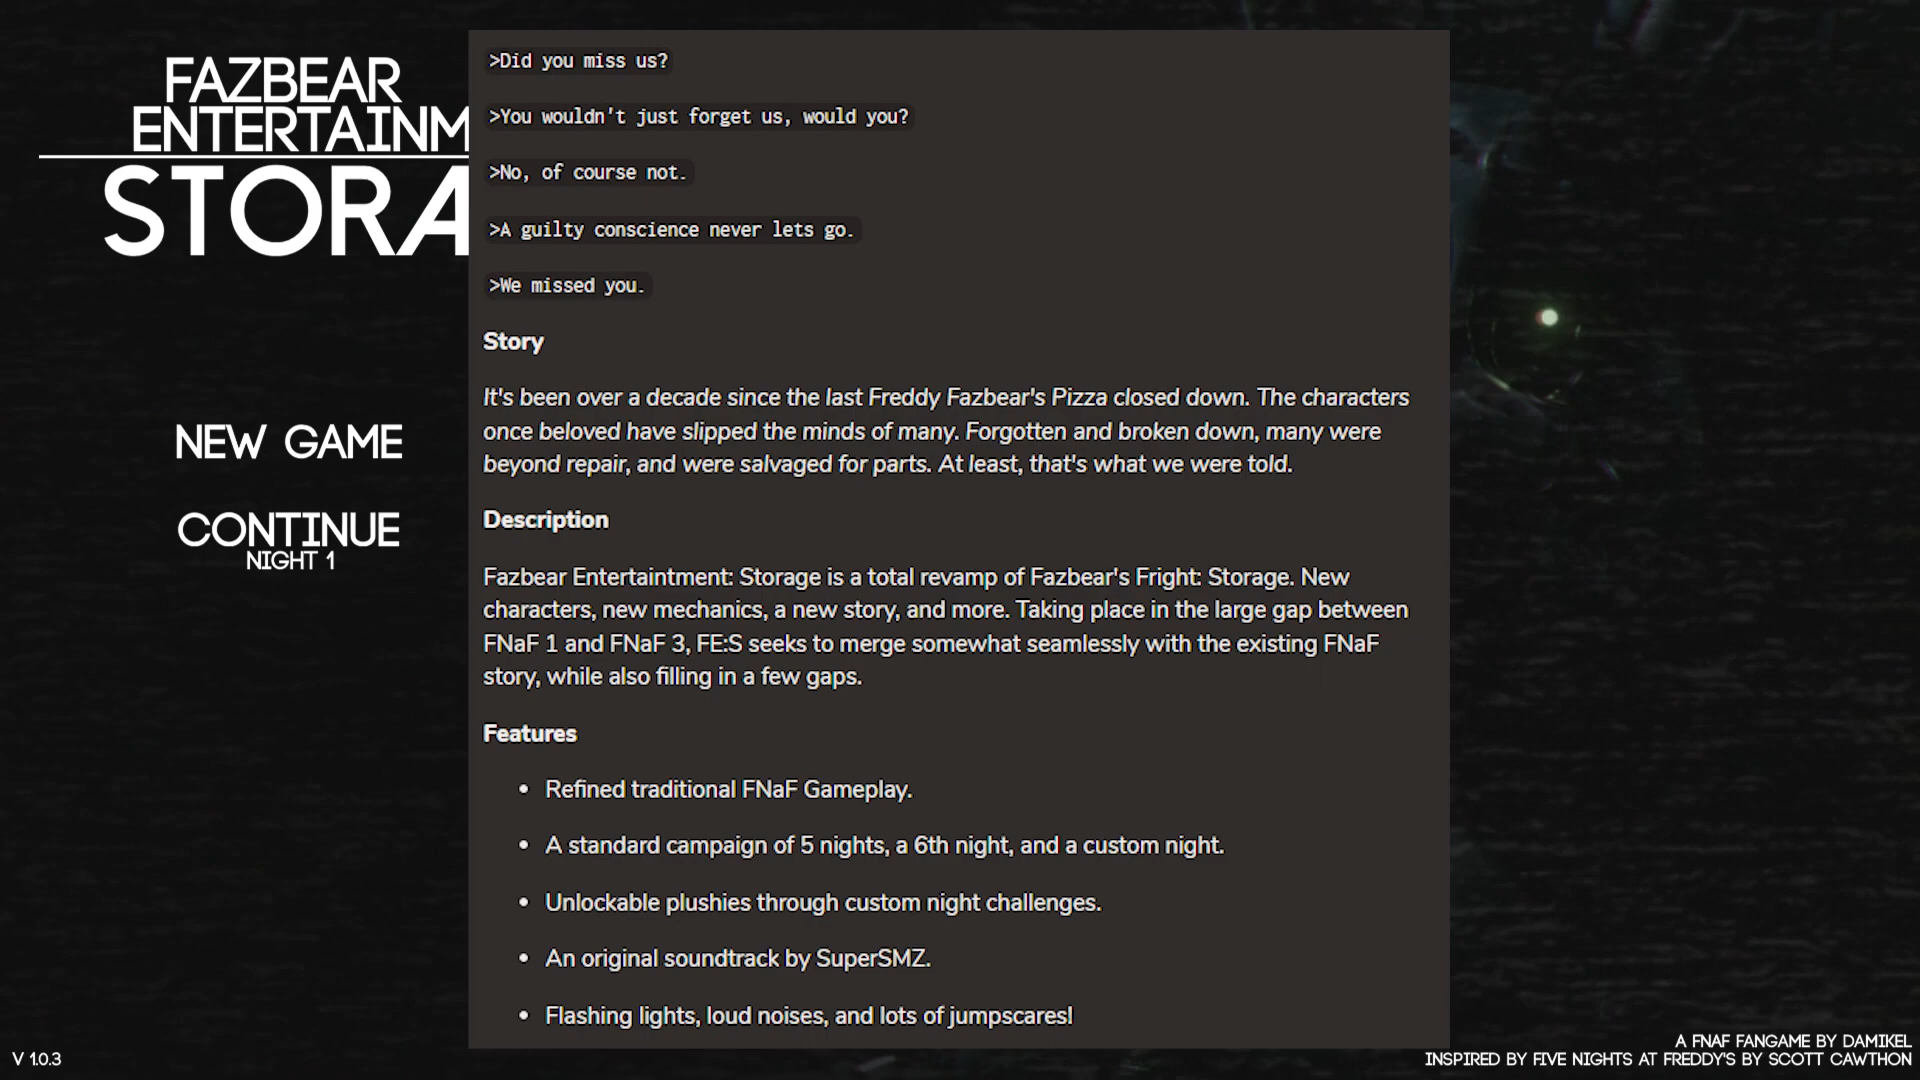 FAZBEAR
ENTERTAINM
STORA
NEW GAME
CONTINUE
NIGHT 1
V 1.0.3
>Did you miss us?
>You wouldn't just forget us, would you?
>No, of course not.
>A guilty conscience never lets go.
>We missed you.
Story
It's been over a decade since the last Freddy Fazbear's Pizza closed down. The characters
once beloved have slipped the minds of many. Forgotten and broken down, many were
beyond repair, and were salvaged for parts. At least, that's what we were told.
Description
Fazbear Entertaintment: Storage is a total revamp of Fazbear's Fright: Storage. New
characters, new mechanics, a new story, and more. Taking place in the large gap between
FNaF 1 and FNaF 3, FE:S seeks to merge somewhat seamlessly with the existing FNaF
story, while also filling in a few gaps.
Features
• Refined traditional FNaF Gameplay.
• A standard campaign of 5 nights, a 6th night, and a custom night.
• Unlockable plushies through custom night challenges.
• An original soundtrack by SuperSMZ.
• Flashing lights, loud noises, and lots of jumpscares!
A FNAF FANGAME BY DAMIKEL
INSPIRED BY FIVE NIGHTS AT FREDDY'S BY SCOTT CAWTHON